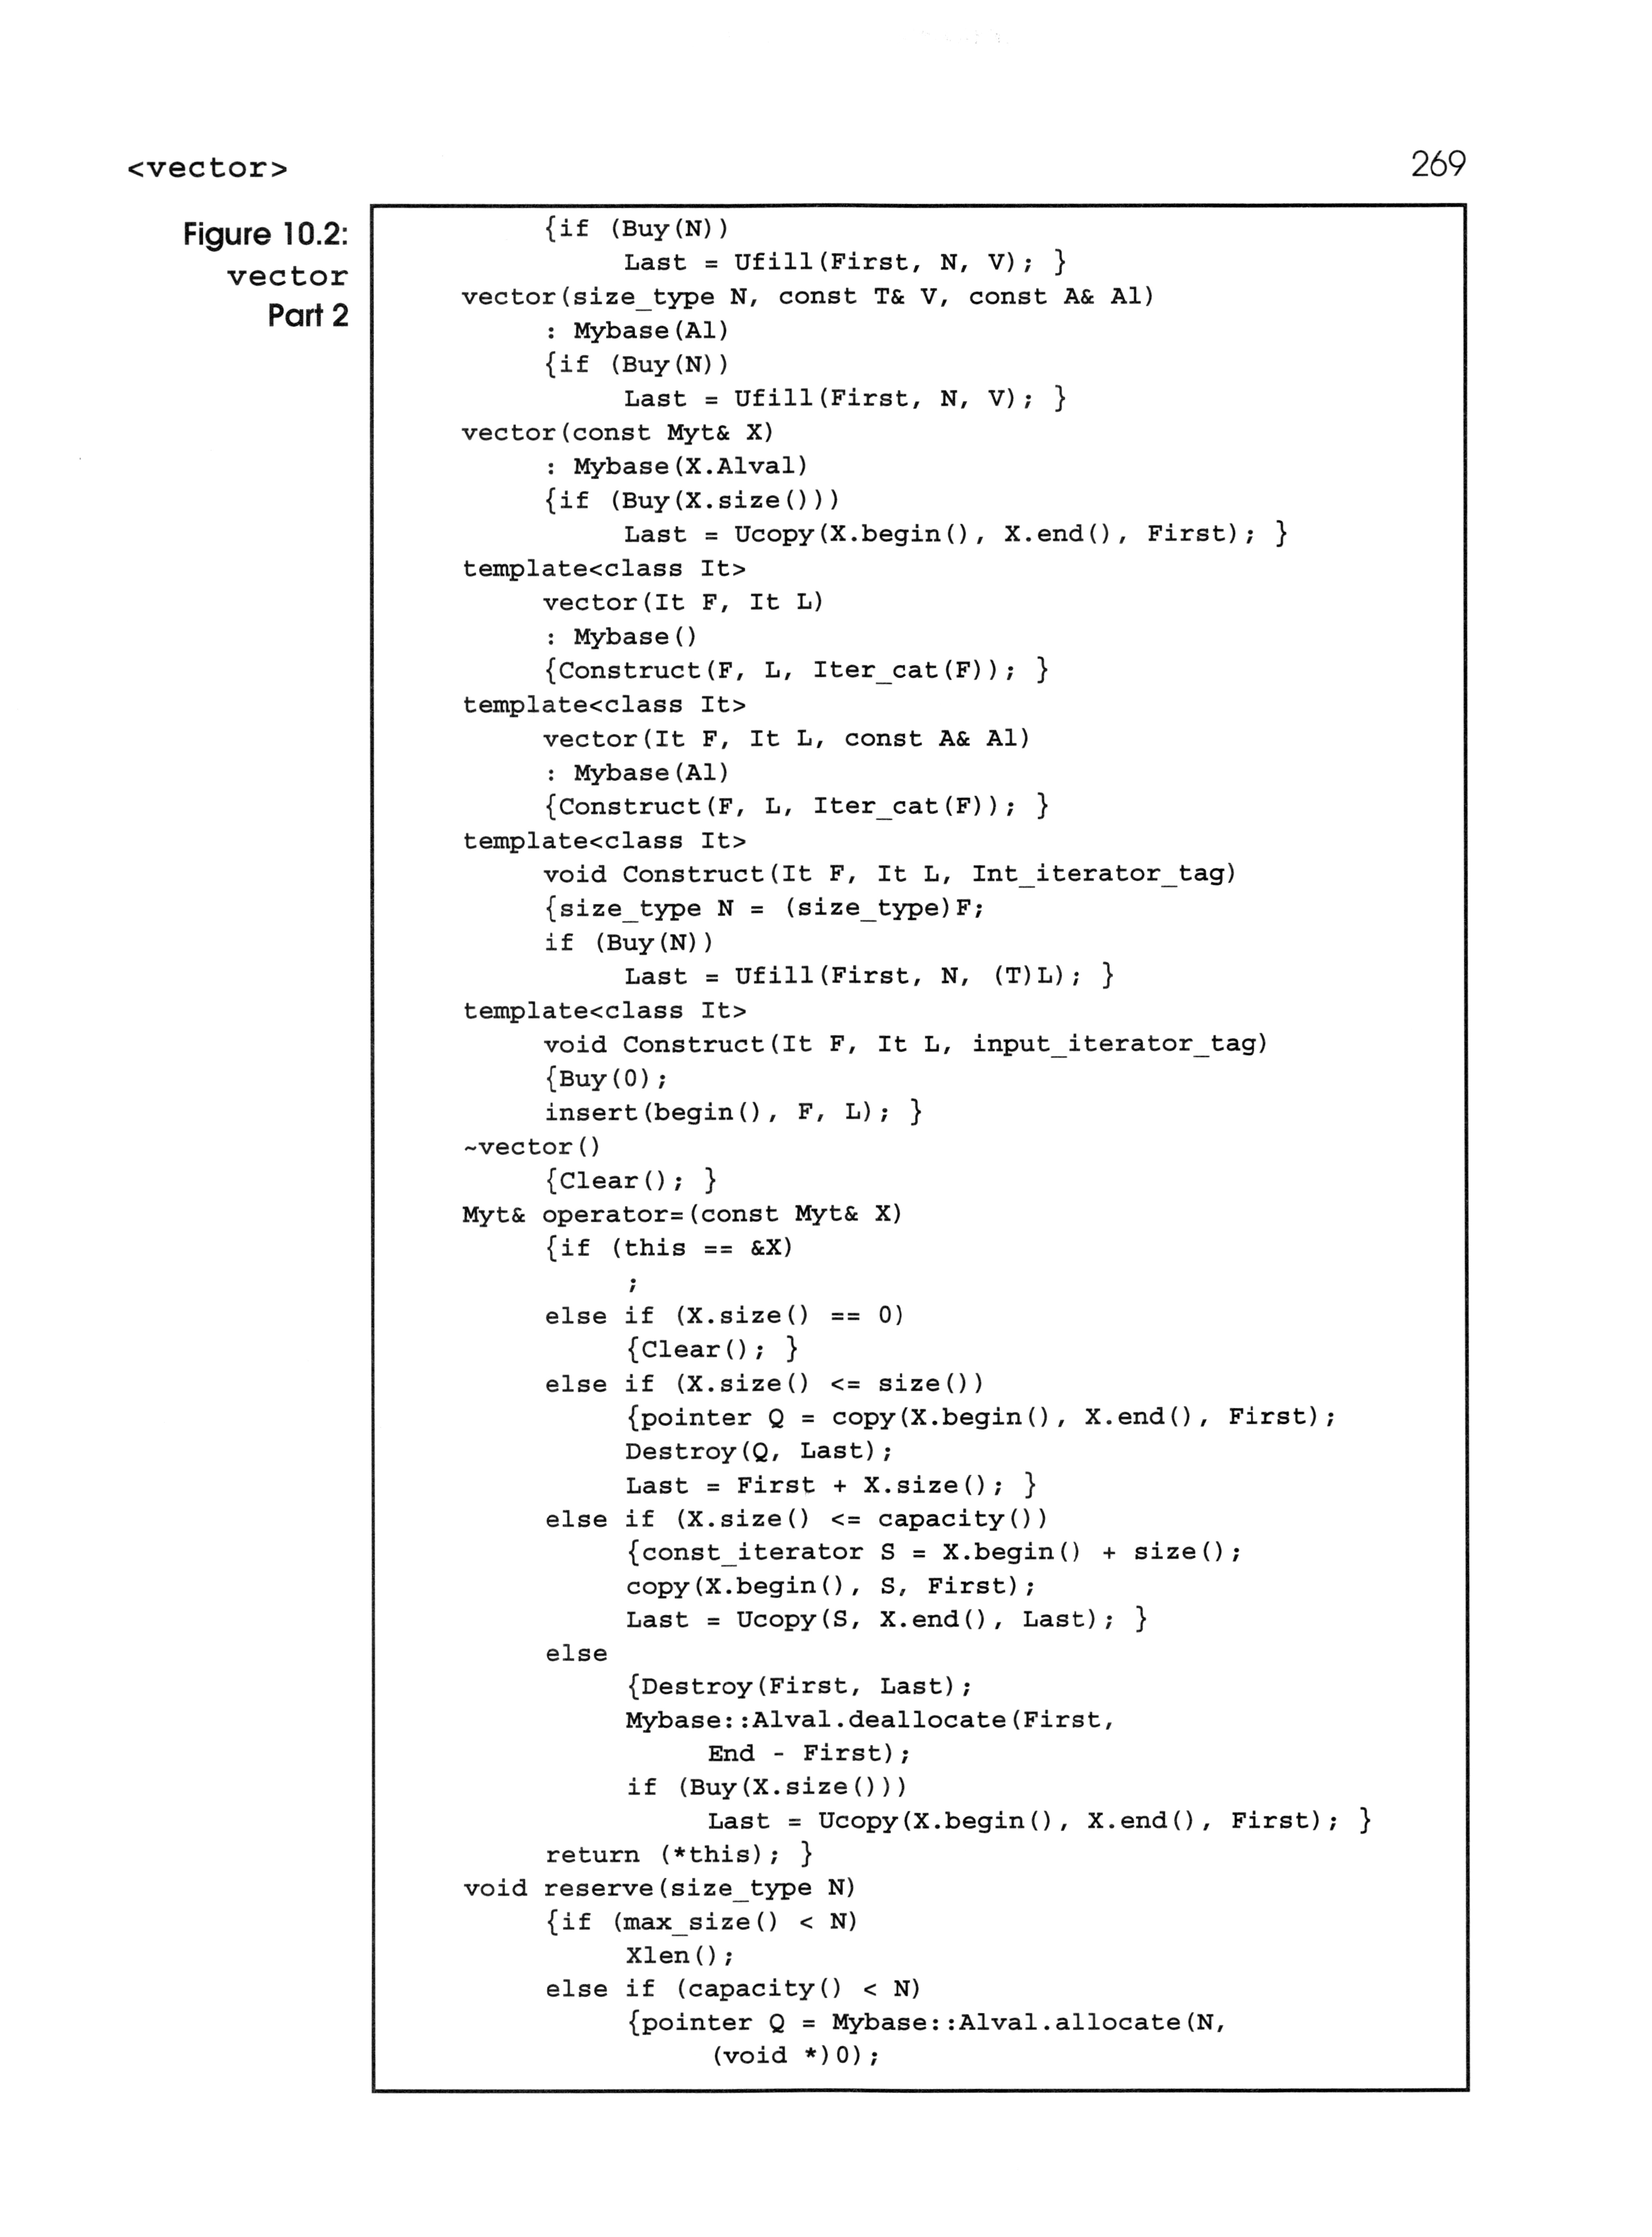 <vector>
269
Figure 10.2:
vector
Part 2
{if (Buy(N))
Last = Ufill(First, N, V); }
vector(size_type N, const T& V, const A& Al)
: Mybase(Al)
{if (Buy(N))
Last = Ufill(First, N, V); }
vector(const Myt& X)
: Mybase(X.Alval)
{if (Buy(X.size()))
Last = Ucopy(X.begin(), X.end(), First); }
template<class It>
vector(It F, It L)
: Mybase()
{Construct(F, L, Iter_cat(F)); }
template<class It>
vector(It F, It L, const A& Al)
: Mybase(Al)
{Construct(F, L, Iter_cat(F)); }
template<class It>
void Construct(It F, It L, Int_iterator_tag)
{size_type N = (size_type)F;
if (Buy(N))
Last = Ufill(First, N, (T)L); }
template<class It>
void Construct(It F, It L, input_iterator_tag)
{Buy(0);
insert(begin(), F, L); }
~vector()
{Clear(); }
Myt& operator=(const Myt& X)
{if (this == &X)
;
else if (X.size() == 0)
{Clear(); }
else if (X.size() <= size())
{pointer Q = copy(X.begin(), X.end(), First);
Destroy(Q, Last);
Last = First + X.size(); }
else if (X.size() <= capacity())
{const_iterator S = X.begin() + size();
copy(X.begin(), S, First);
Last = Ucopy(S, X.end(), Last); }
else
{Destroy(First, Last);
Mybase::Alval.deallocate(First,
End - First);
if (Buy(X.size()))
Last = Ucopy(X.begin(), X.end(), First); }
return (*this); }
void reserve(size_type N)
{if (max_size() < N)
Xlen();
else if (capacity() < N)
{pointer Q = Mybase::Alval.allocate(N,
(void *)0);